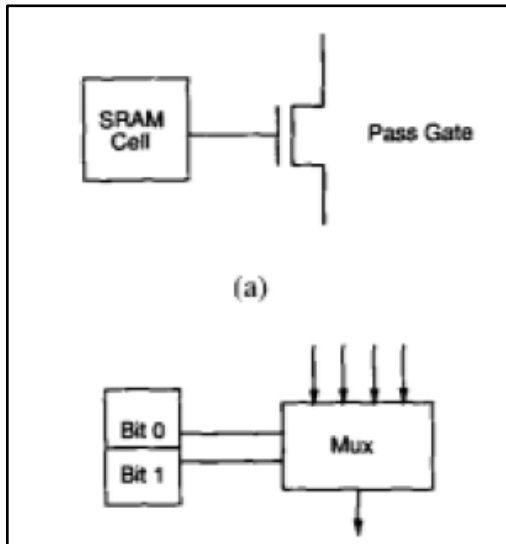 SRAM
Cell
Pass Gate
(a)
Bit 0
Mux
Bit 1